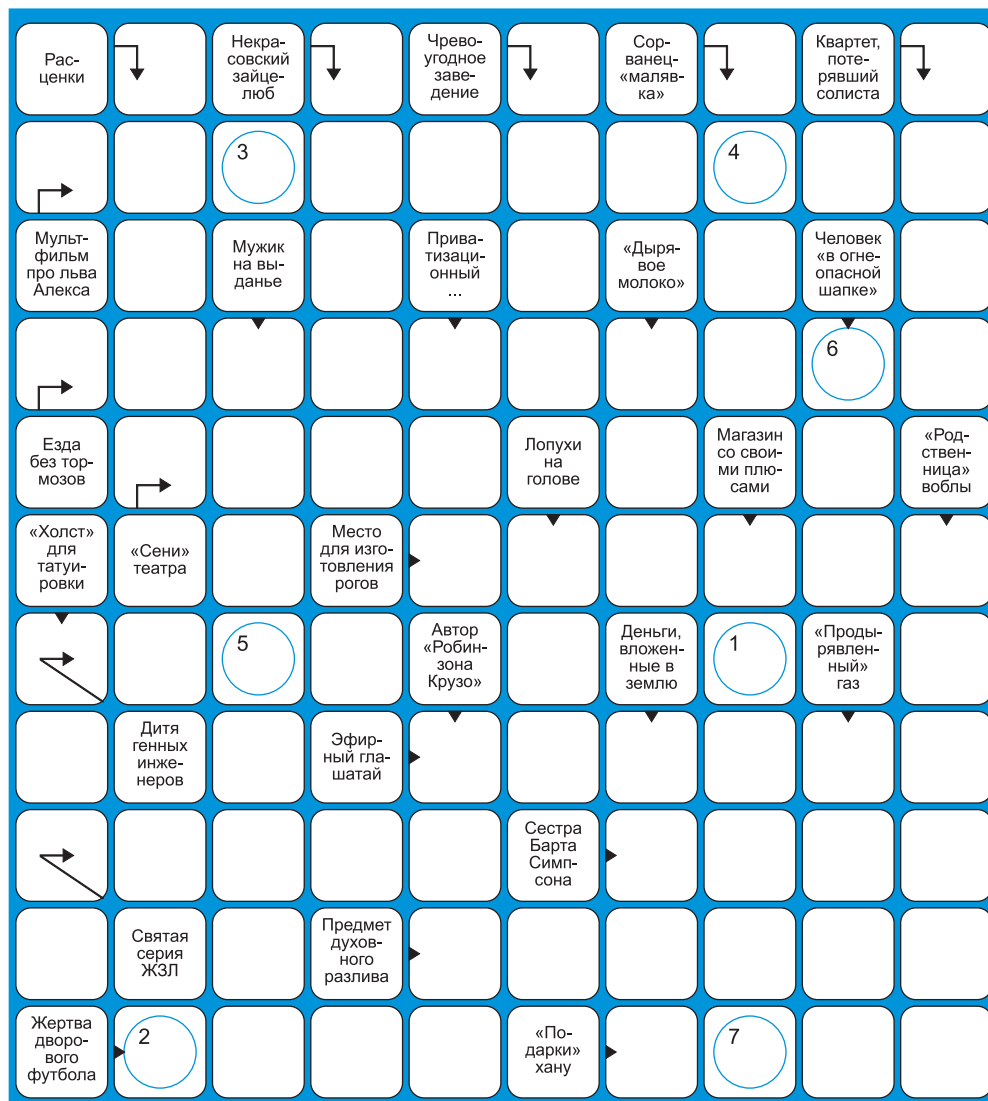 Рас-
ценки
Некра-
совский
зайце-
люб
Чрево-
угодное
заве-
дение
Сор-
ванец-
«маляв-
ка»
Квартет,
поте-
рявший
солиста
3
4
Мульт-
фильм
про льва
Алекса
Мужик
на вы-
данье
Прива-
тизаци-
онный
...
«Дыря-
вое
молоко»
Человек
«в огне-
опасной
шапке»
6
Езда
без тор-
мозов
Лопухи
на
голове
Магазин
со свои-
ми плю-
сами
«Род-
ствен-
ница»
воблы
«Холст»
для
татуи-
ровки
«Сени»
театра
Место
для изго-
товления
рогов
5
Автор
«Робин-
зона
Крузо»
Деньги,
вложен-
ные в
землю
1
«Проды-
рявлен-
ный»
газ
Дитя
генных
инже-
неров
Эфир-
ный гла-
шатай
Сестра
Барта
Симп-
сона
Святая
серия
ЖЗЛ
Предмет
духов-
ного
разлива
Жертва
дворо-
вого
футбола
2
«По-
дарки»
хану
7